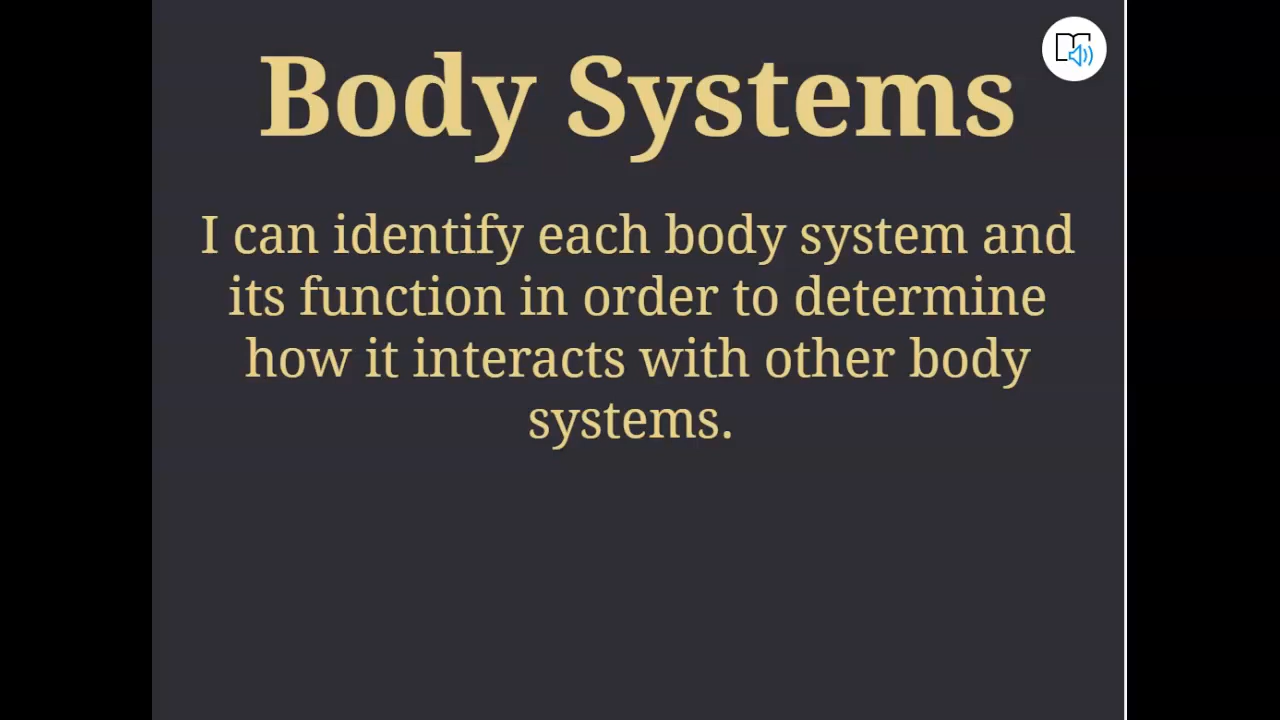 Body Systems
I can identify each body system and
its function in order to determine
how it interacts with other body
systems.